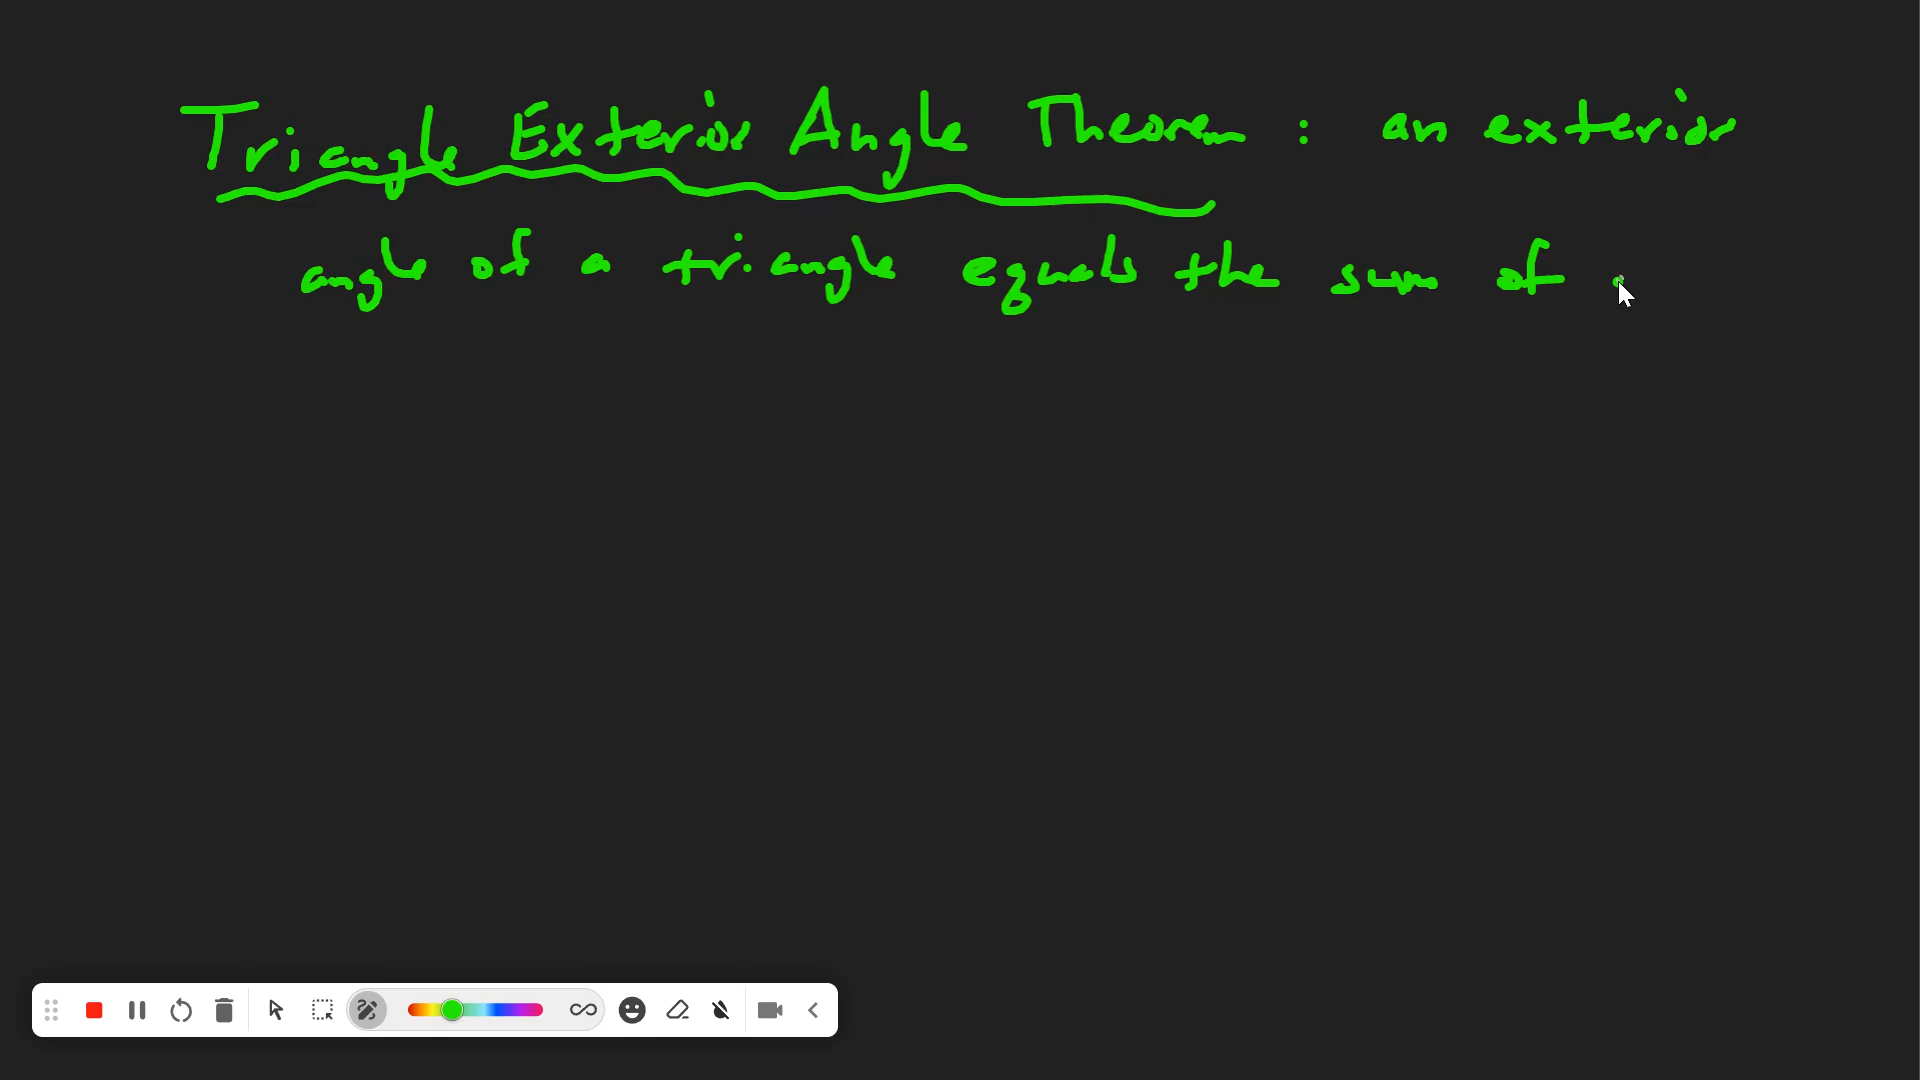 Triangle Exterior Angle Theorem : an exterior
angle of a triangle equals the sum of